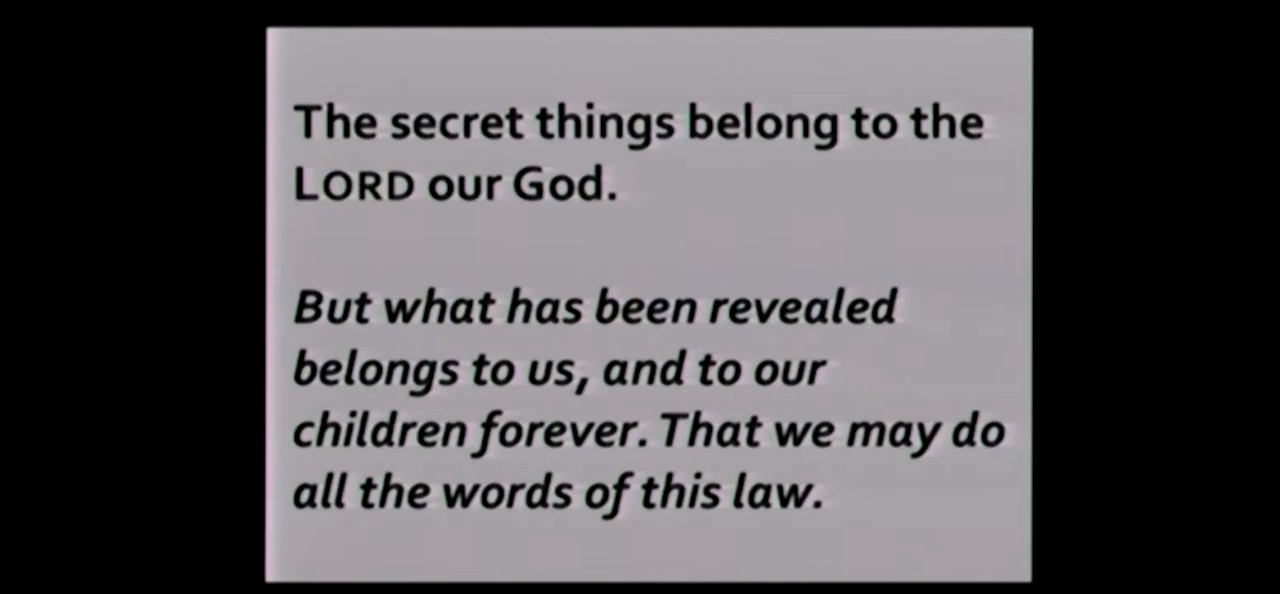 The secret things belong to the
LORD our God.
But what has been revealed
belongs to us, and to our
children forever. That we may do
all the words of this law.